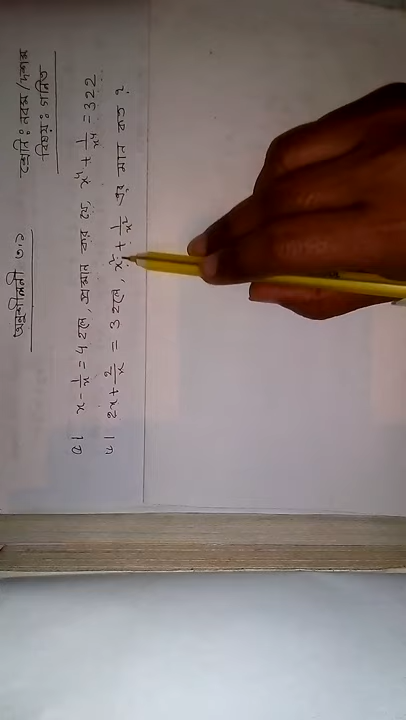 অনুশীলনী ৩.১
শ্রেণি: নবম/দশম
বিষয়: গণিত
৫। x - 1/x = 4 হলে, প্রমাণ কর যে, x⁴ + 1/x⁴ = 322
৬। 2x + 2/x = 3 হলে, x² + 1/x² এর মান কত ?